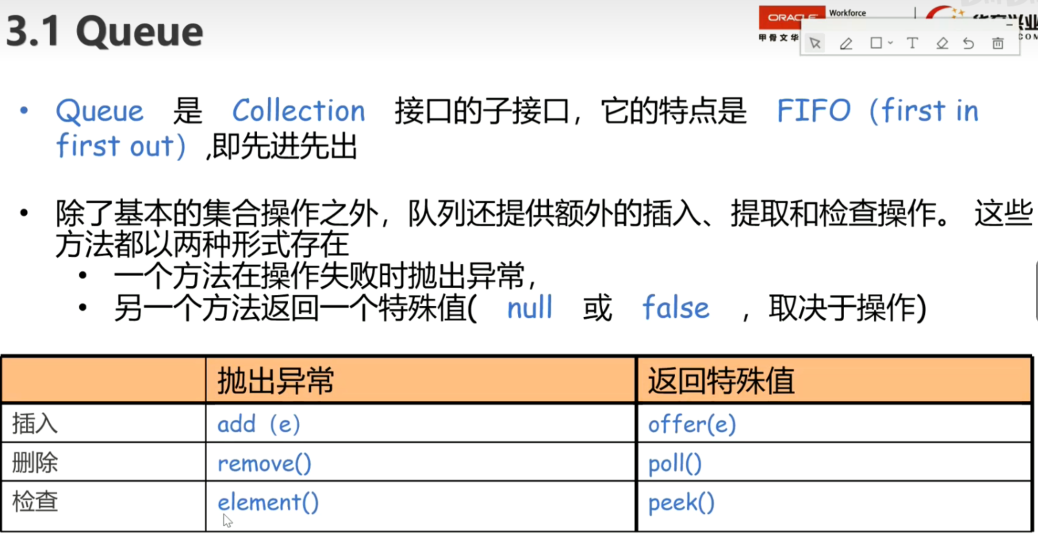 3.1 Queue
ORACLE
Workforce
甲骨文华
• Queue 是 Collection 接口的子接口，它的特点是 FIFO（first in
first out）,即先进先出
• 除了基本的集合操作之外，队列还提供额外的插入、提取和检查操作。 这些
方法都以两种形式存在
• 一个方法在操作失败时抛出异常，
• 另一个方法返回一个特殊值( null 或 false ，取决于操作)
抛出异常 返回特殊值
插入 add（e） offer(e)
删除 remove() poll()
检查 element() peek()